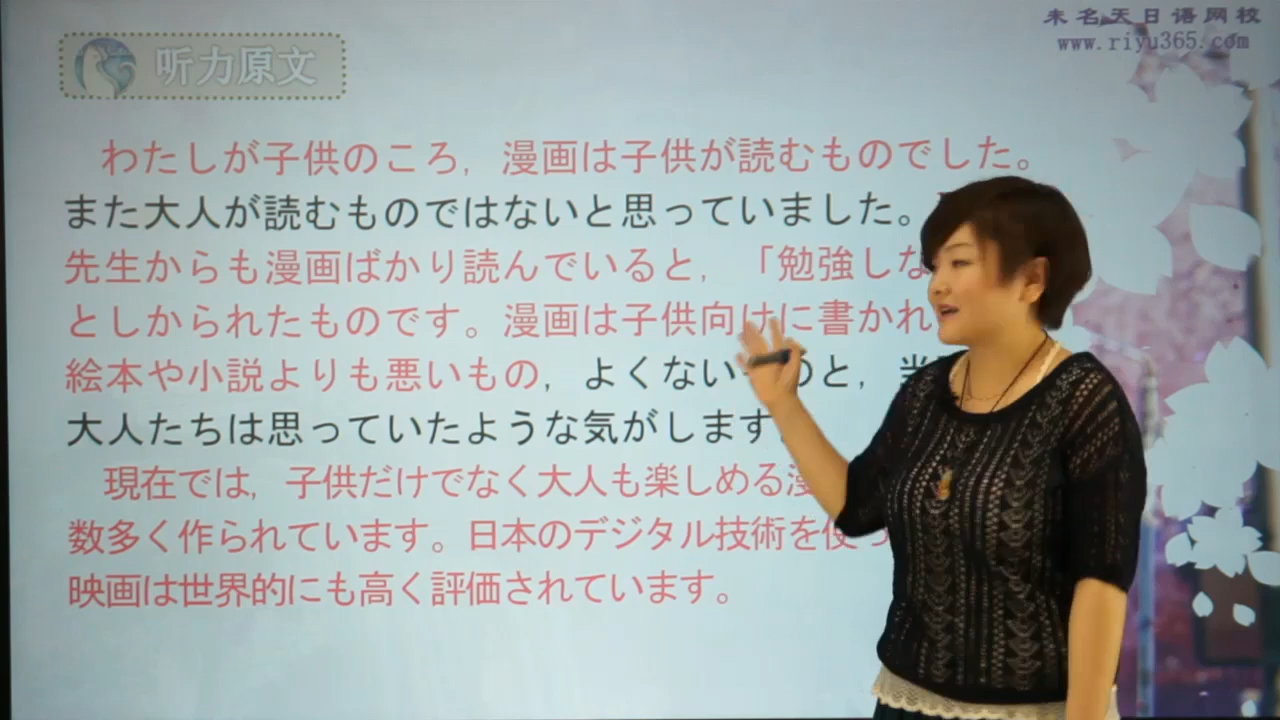 未名天日语网校
www.riyu365.com
听力原文
わたしが子供のころ，漫画は子供が読むものでした。
また大人が読むものではないと思っていました。
先生からも漫画ばかり読んでいると，「勉強しな
としかられたものです。漫画は子供向けに書かれ
絵本や小説よりも悪いもの，よくない のと，当
大人たちは思っていたような気がします。
現在では，子供だけでなく大人も楽しめる漫
数多く作られています。日本のデジタル技術を使っ
映画は世界的にも高く評価されています。